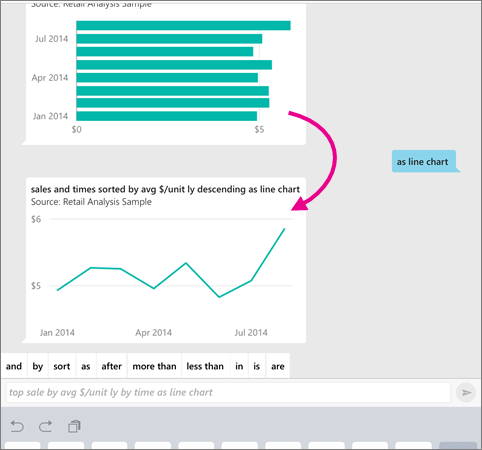 Source: Retail Analysis Sample
Jul 2014
Apr 2014
Jan 2014
$0
$5
as line chart
sales and times sorted by avg $/unit ly descending as line chart
Source: Retail Analysis Sample
$6
$5
Jan 2014
Apr 2014
Jul 2014
and by sort as after more than less than in is are
top sale by avg $/unit ly by time as line chart